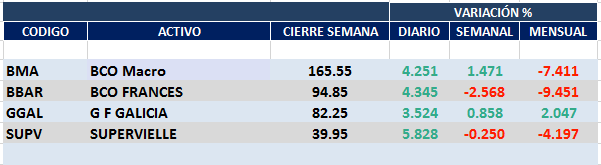 VARIACIÓN %
CODIGO ACTIVO CIERRE SEMANA DIARIO SEMANAL MENSUAL
BMA BCO Macro 165.55 4.251 1.471 -7.411
BBAR BCO FRANCES 94.85 4.345 -2.568 -9.451
GGAL G F GALICIA 82.25 3.524 0.858 2.047
SUPV SUPERVIELLE 39.95 5.828 -0.250 -4.197